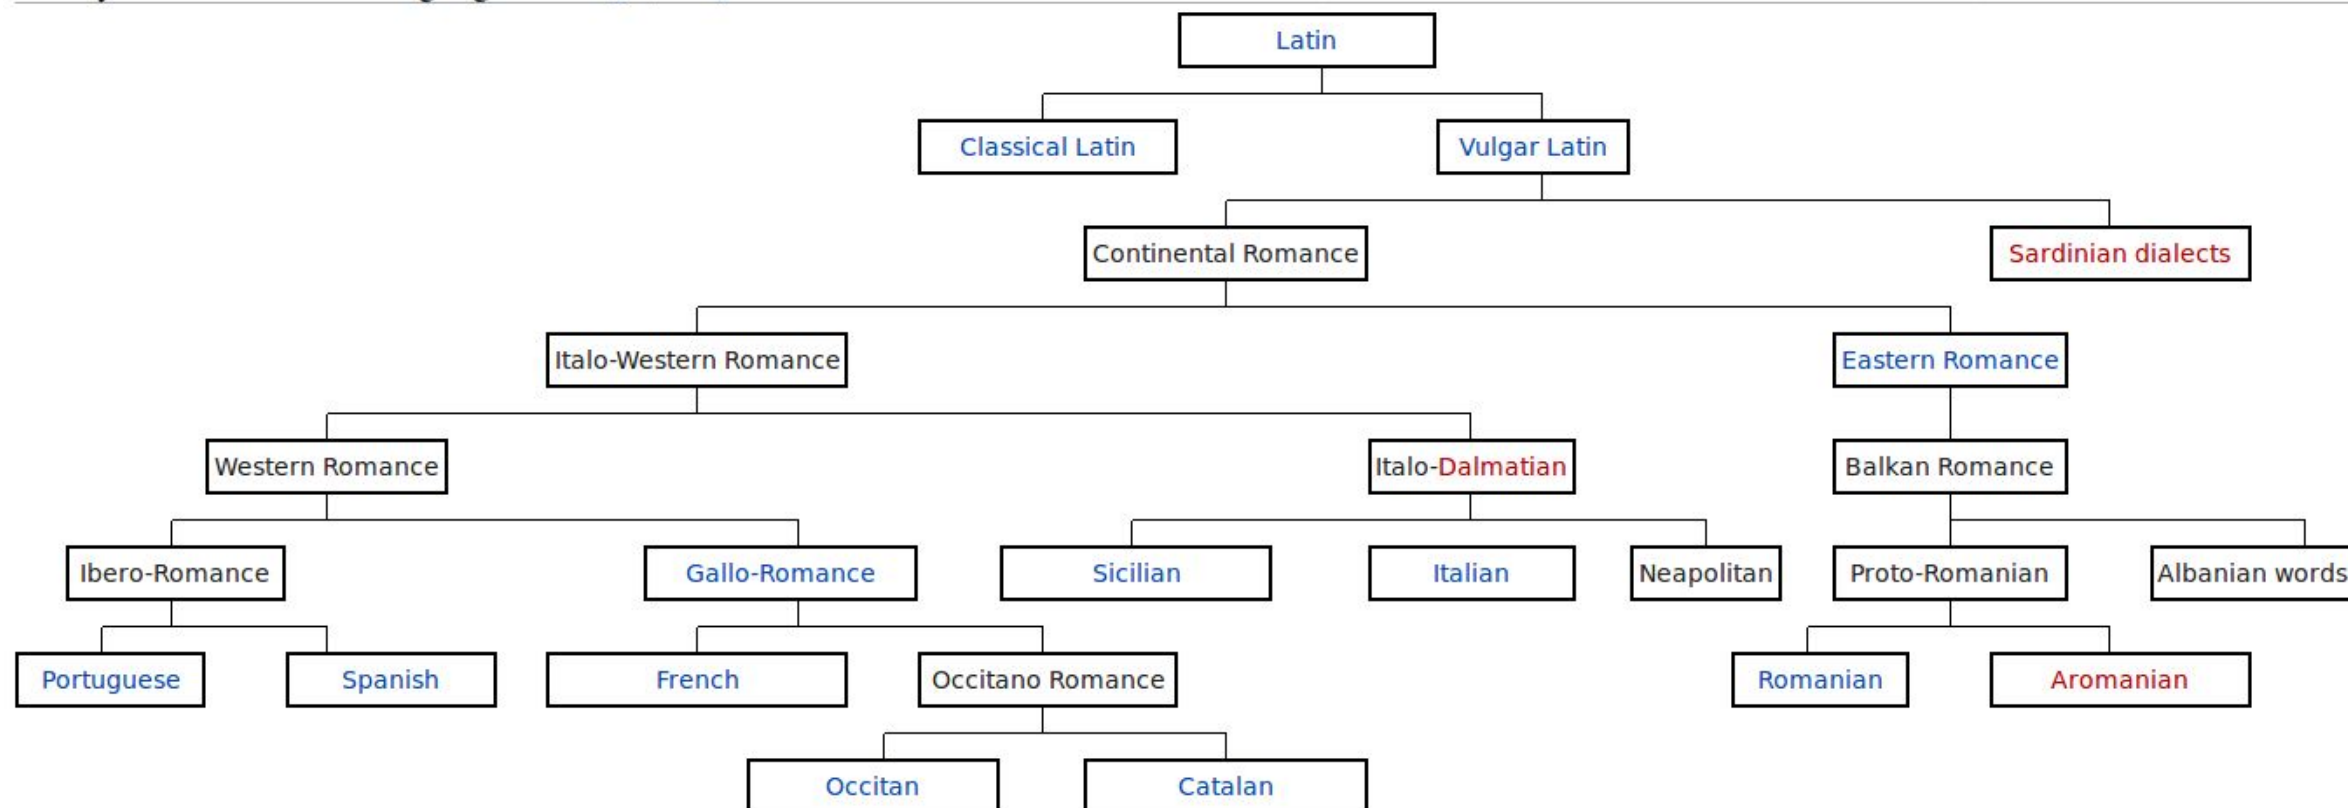 Latin
Classical Latin
Vulgar Latin
Continental Romance
Sardinian dialects
Italo-Western Romance
Eastern Romance
Western Romance
Italo-Dalmatian
Balkan Romance
Ibero-Romance
Gallo-Romance
Sicilian
Italian
Neapolitan
Proto-Romanian
Albanian words
Portuguese
Spanish
French
Occitano Romance
Romanian
Aromanian
Occitan
Catalan